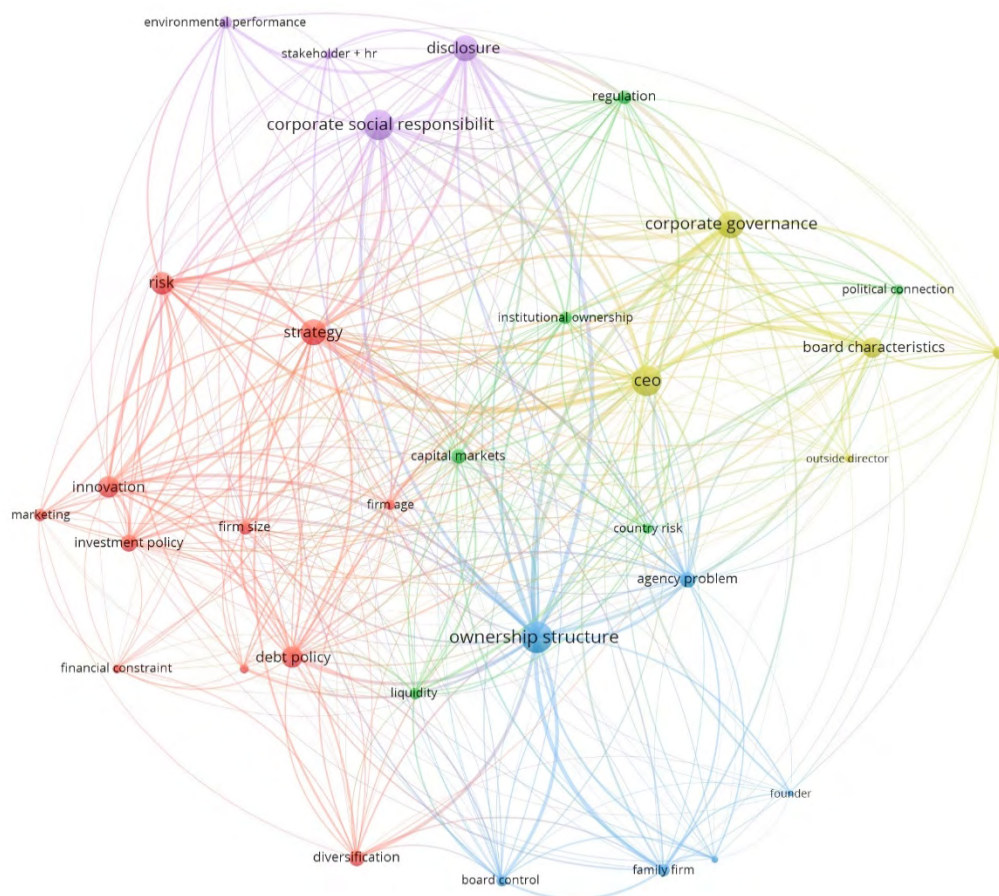 environmental performance
disclosure
stakeholder + hr
regulation
corporate social responsibilit
corporate governance
risk
political connection
institutional ownership
strategy
board characteristics
ceo
capital markets
outside director
innovation
firm age
marketing
firm size
country risk
investment policy
agency problem
ownership structure
debt policy
financial constraint
liquidity
founder
diversification
family firm
board control